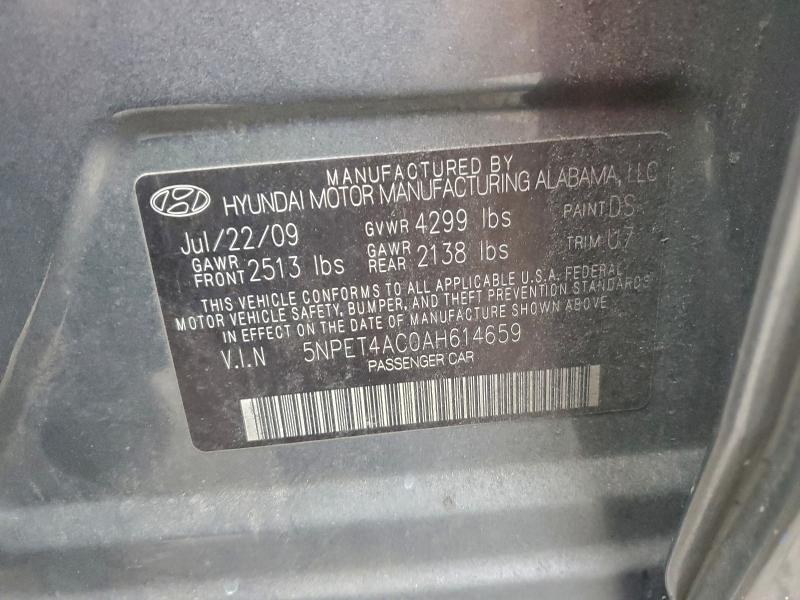 MANUFACTURED BY
HYUNDAI MOTOR MANUFACTURING ALABAMA, LLC
Jul/22/09 GVWR 4299 lbs PAINT DS
GAWR FRONT 2513 lbs GAWR REAR 2138 lbs TRIM U7
THIS VEHICLE CONFORMS TO ALL APPLICABLE U.S.A. FEDERAL
MOTOR VEHICLE SAFETY, BUMPER, AND THEFT PREVENTION STANDARDS
IN EFFECT ON THE DATE OF MANUFACTURE SHOWN ABOVE
V.I.N 5NPET4AC0AH614659
PASSENGER CAR